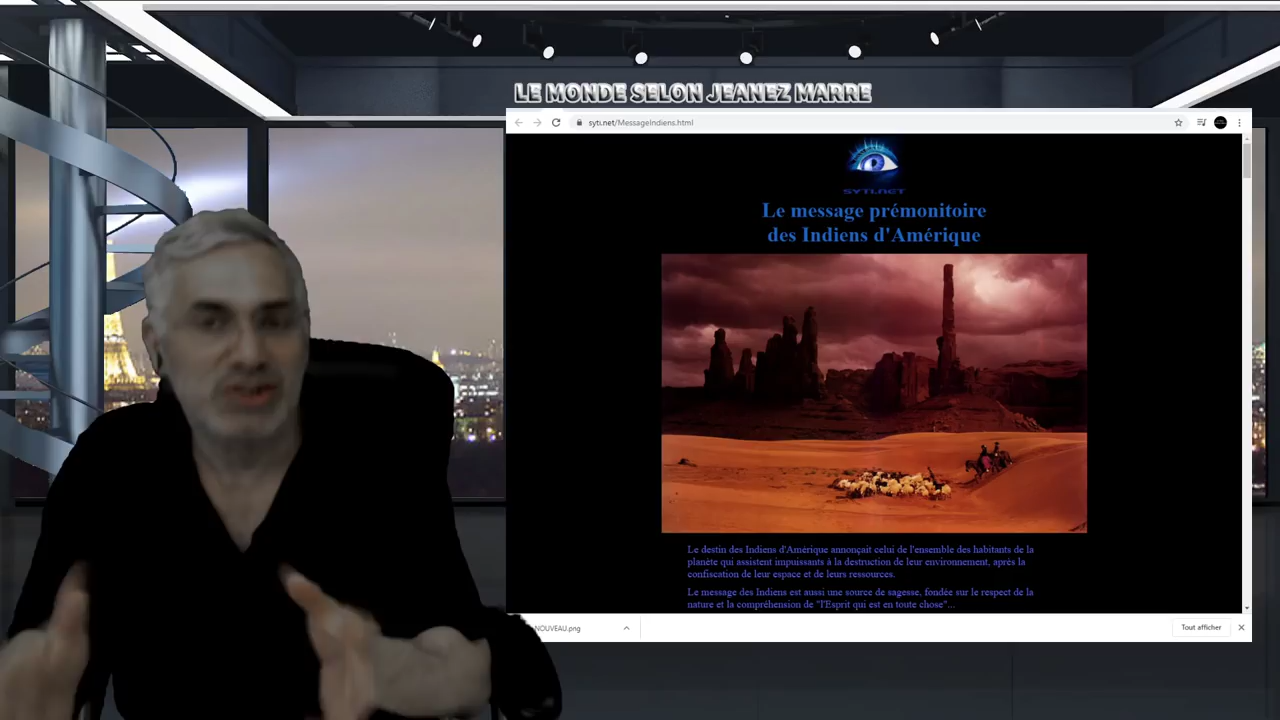 LE MONDE SELON JEANEZ MARRE
syti.net/MessageIndiens.html
SYTI.NET
Le message prémonitoire
des Indiens d'Amérique
Le destin des Indiens d'Amérique annonçait celui de l'ensemble des habitants de la
planète qui assistent impuissants à la destruction de leur environnement, après la
confiscation de leur espace et de leurs ressources.
Le message des Indiens est aussi une source de sagesse, fondée sur le respect de la
nature et la compréhension de "l'Esprit qui est en toute chose"...
NOUVEAU.png
Tout afficher